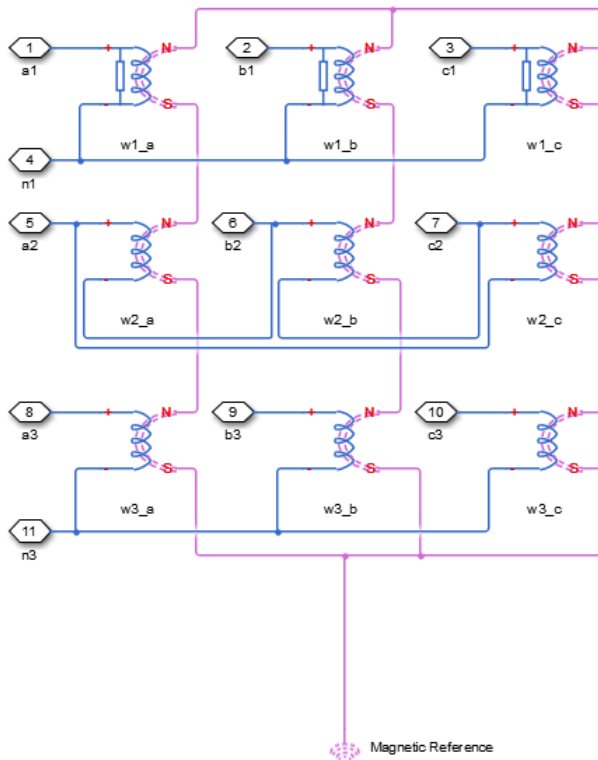 1 + N 2 + N 3 + N
a1 b1 c1
- S - S - S
w1_a w1_b w1_c
4
n1
5 + N 6 + N 7 + N
a2 b2 c2
- S - S - S
w2_a w2_b w2_c
8 + N 9 + N 10 + N
a3 b3 c3
- S - S - S
w3_a w3_b w3_c
11
n3
Magnetic Reference